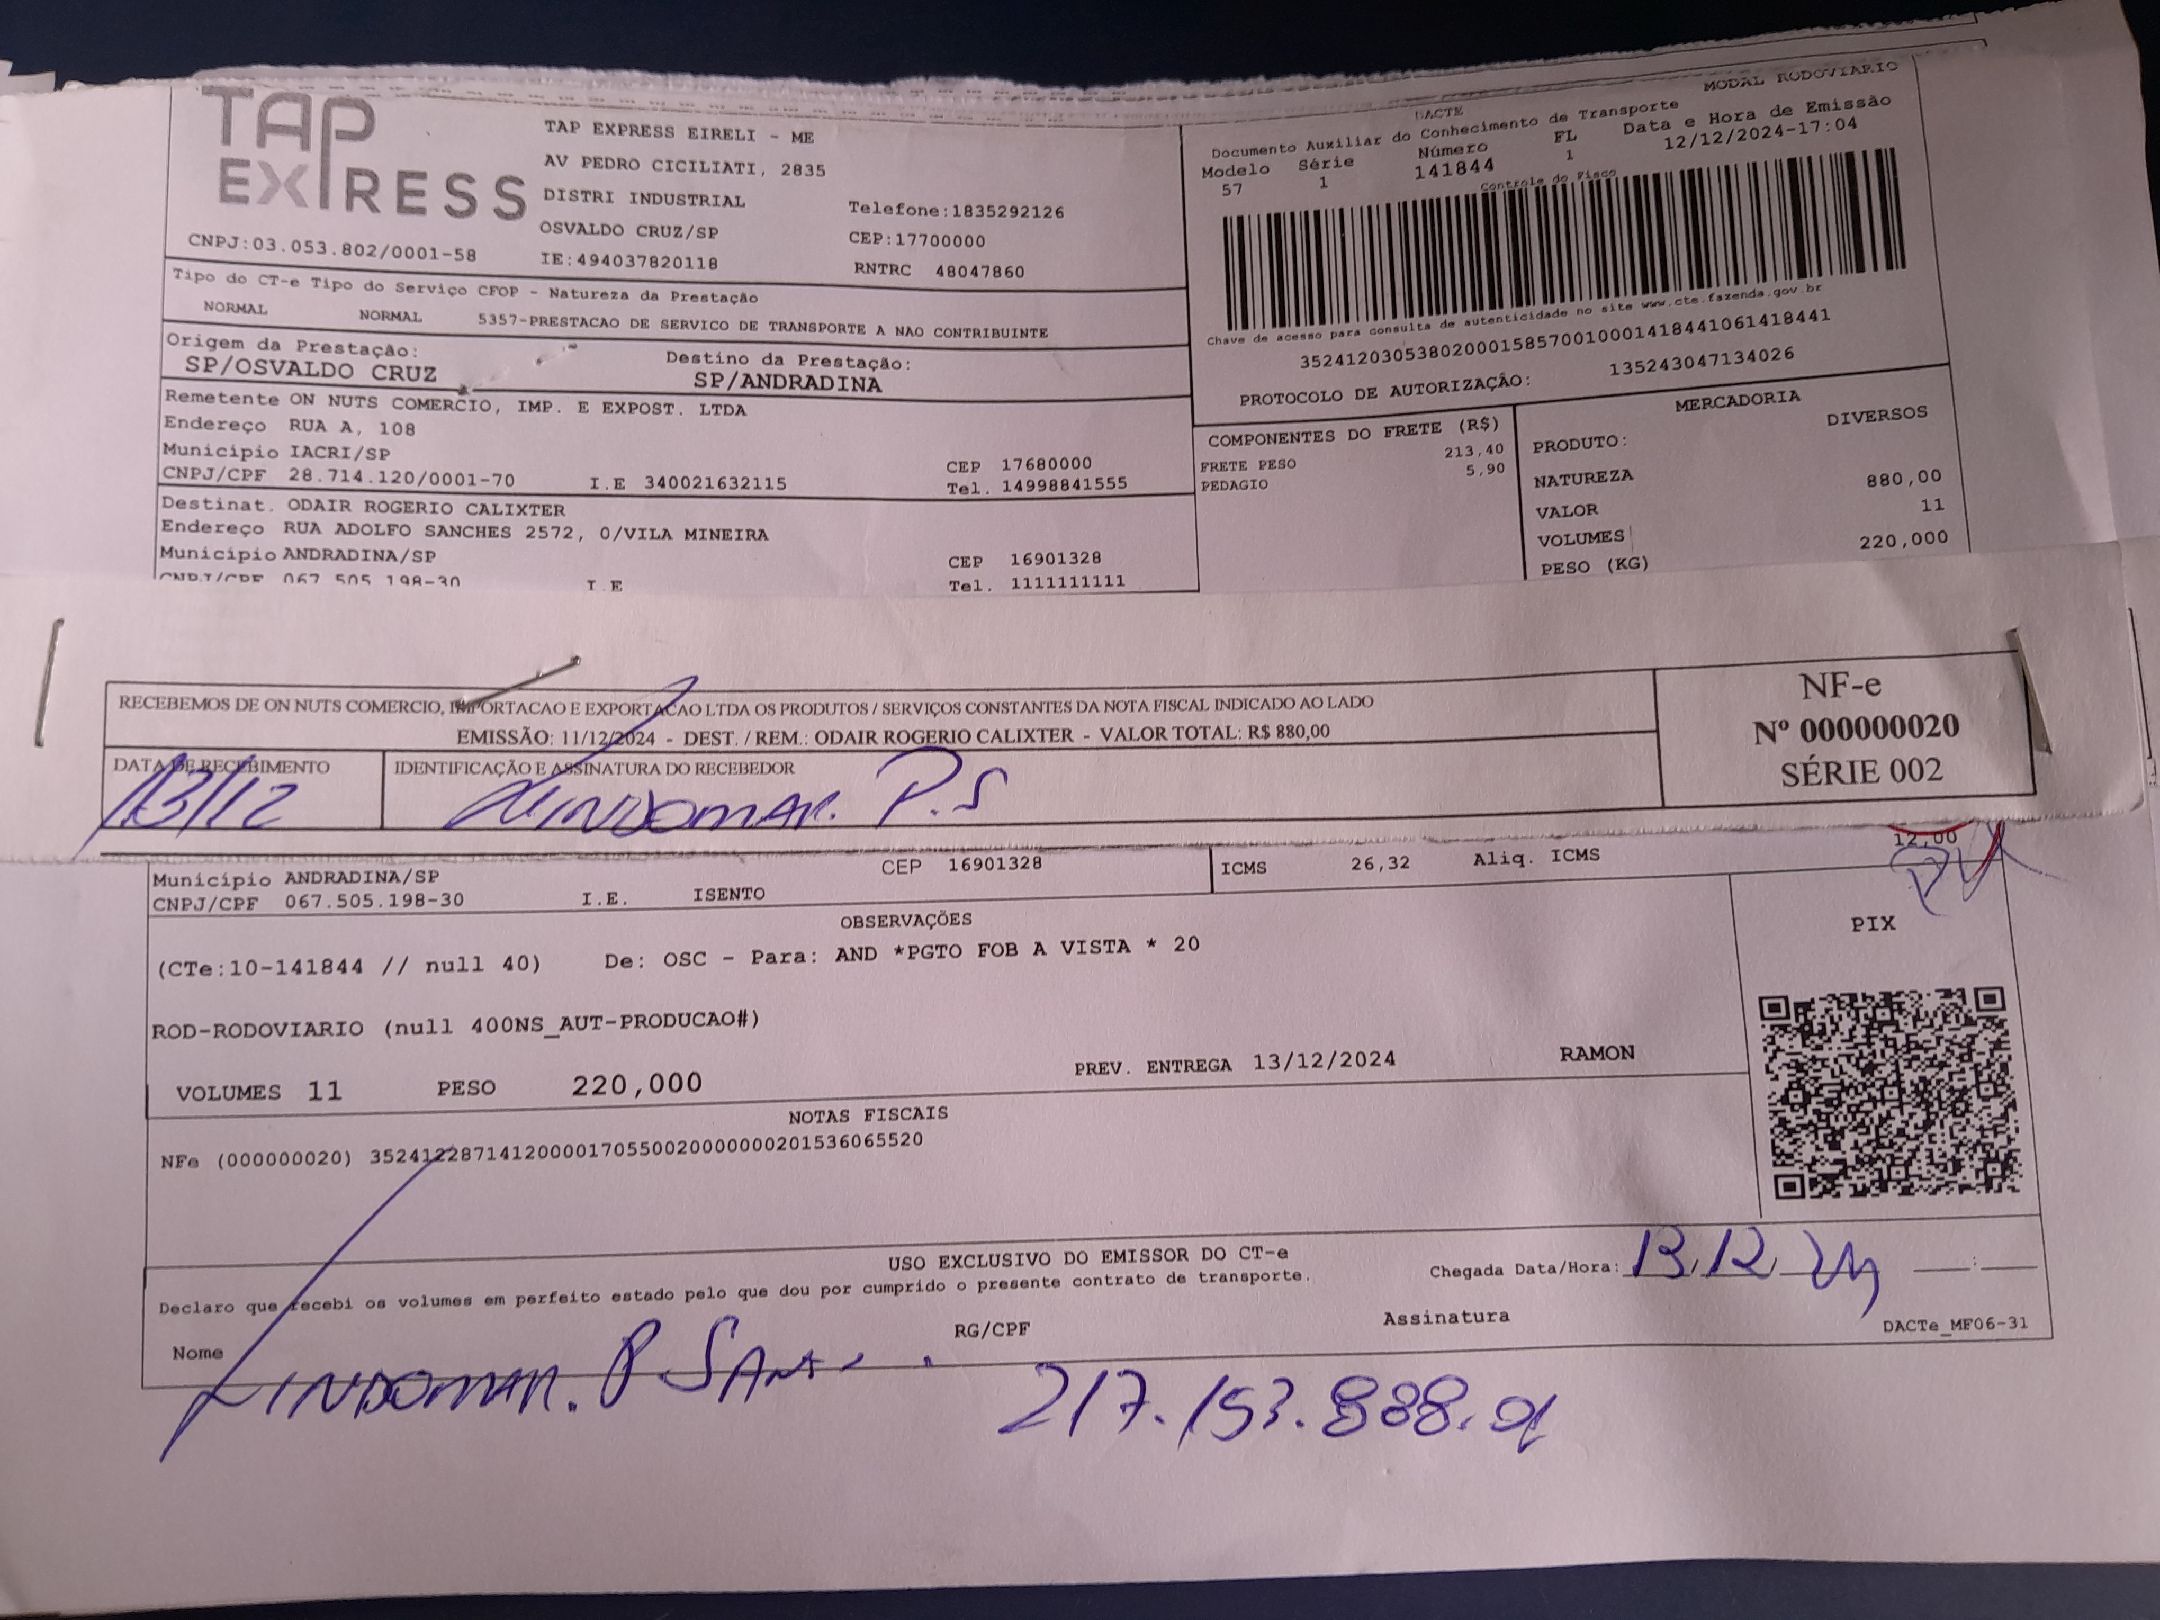 TAP EXPRESS
TAP EXPRESS EIRELI - ME
AV PEDRO CICILIATI, 2835
DISTRI INDUSTRIAL
OSVALDO CRUZ/SP
Telefone:1835292126
CEP:17700000
CNPJ:03.053.802/0001-58
IE:494037820118
RNTRC 48047860
Tipo do CT-e Tipo do Serviço CFOP - Natureza da Prestação
NORMAL NORMAL 5357-PRESTACAO DE SERVICO DE TRANSPORTE A NAO CONTRIBUINTE
Origem da Prestação:
SP/OSVALDO CRUZ
Destino da Prestação:
SP/ANDRADINA
Remetente ON NUTS COMERCIO, IMP. E EXPOST. LTDA
Endereço RUA A, 108
Município IACRI/SP
CEP 17680000
CNPJ/CPF 28.714.120/0001-70 I.E 340021632115 Tel. 14998841555
Destinat. ODAIR ROGERIO CALIXTER
Endereço RUA ADOLFO SANCHES 2572, 0/VILA MINEIRA
Município ANDRADINA/SP CEP 16901328
CNPJ/CPF 067.505.198-30 I.E Tel. 1111111111
DACTE
MODAL RODOVIARIO
Documento Auxiliar do Conhecimento de Transporte
Modelo Série Número FL Data e Hora de Emissão
57 1 141844 1 12/12/2024-17:04
Controle do Fisco
Chave de acesso para consulta de autenticidade no site www.cte.fazenda.gov.br
35241203053802000158570010001418441061418441
PROTOCOLO DE AUTORIZAÇÃO: 135243047134026
COMPONENTES DO FRETE (R$)
FRETE PESO 213,40
PEDAGIO 5,90
MERCADORIA
PRODUTO: DIVERSOS
NATUREZA
VALOR 880,00
VOLUMES 11
PESO (KG) 220,000
RECEBEMOS DE ON NUTS COMERCIO, IMPORTACAO E EXPORTACAO LTDA OS PRODUTOS / SERVIÇOS CONSTANTES DA NOTA FISCAL INDICADO AO LADO
EMISSÃO: 11/12/2024 - DEST. / REM.: ODAIR ROGERIO CALIXTER - VALOR TOTAL: R$ 880,00
DATA DE RECEBIMENTO
13/12
IDENTIFICAÇÃO E ASSINATURA DO RECEBEDOR
LINDOMAR. P.S
NF-e
Nº 000000020
SÉRIE 002
Município ANDRADINA/SP CEP 16901328
CNPJ/CPF 067.505.198-30 I.E. ISENTO
ICMS 26,32 Aliq. ICMS 12,00
OBSERVAÇÕES
(CTe:10-141844 // null 40) De: OSC - Para: AND *PGTO FOB A VISTA * 20
ROD-RODOVIARIO (null 400NS_AUT-PRODUCAO#)
VOLUMES 11 PESO 220,000 PREV. ENTREGA 13/12/2024 RAMON
PIX
NOTAS FISCAIS
NFe (000000020) 35241228714120000170550020000000201536065520
USO EXCLUSIVO DO EMISSOR DO CT-e
Declaro que recebi os volumes em perfeito estado pelo que dou por cumprido o presente contrato de transporte.
Chegada Data/Hora: 13.12 24 __:__
Nome RG/CPF Assinatura DACTe_MF06-31
LINDOMAR. P.
217.153.888.